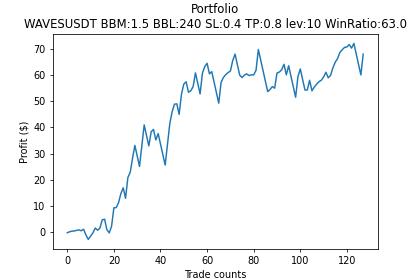 Portfolio
WAVESUSDT BBM:1.5 BBL:240 SL:0.4 TP:0.8 lev:10 WinRatio:63.0
70
60
50
40
30
20
10
0
Profit ($)
0 20 40 60 80 100 120
Trade counts